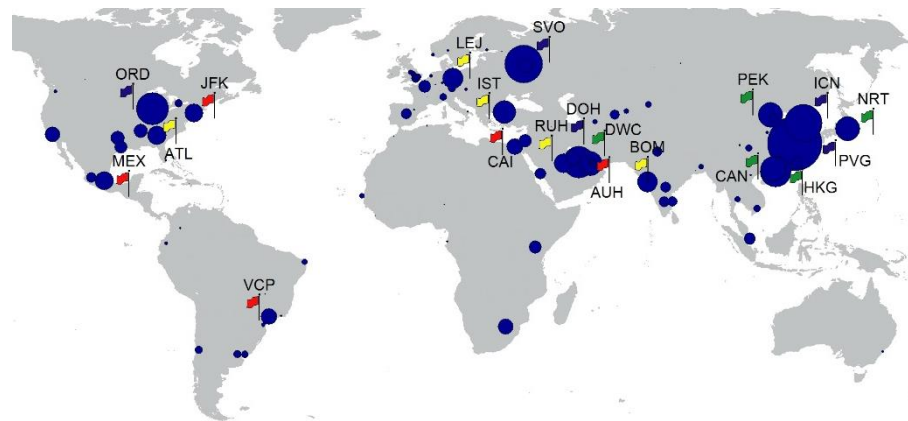 SVO
LEJ
ORD
JFK
IST
PEK
ICN
NRT
DOH
RUH
DWC
ATL
CAI
BOM
MEX
CAN
PVG
AUH
HKG
VCP